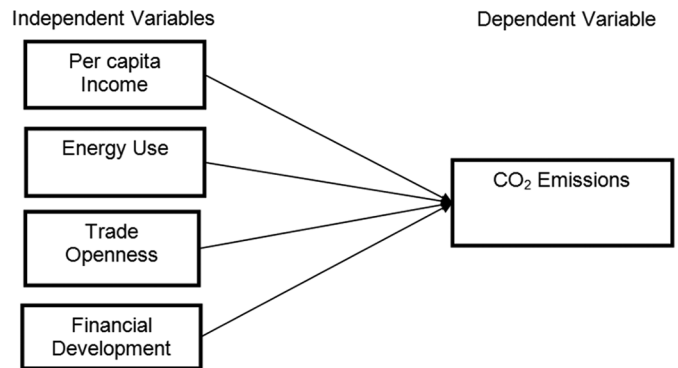 Independent Variables
Dependent Variable
Per capita
Income
Energy Use
CO₂ Emissions
Trade
Openness
Financial
Development